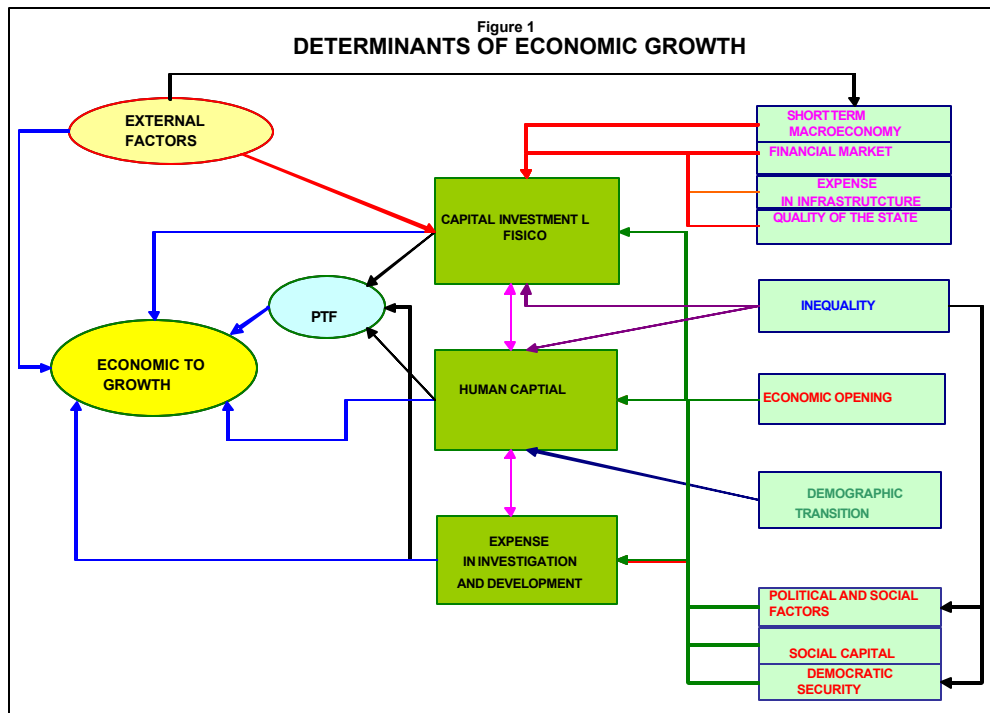 Figure 1
DETERMINANTS OF ECONOMIC GROWTH
EXTERNAL
FACTORS
SHORT TERM
MACROECONOMY
FINANCIAL MARKET
EXPENSE
IN INFRASTRUTCTURE
QUALITY OF THE STATE
CAPITAL INVESTMENT L
FISICO
INEQUALITY
PTF
ECONOMIC TO
GROWTH
HUMAN CAPTIAL
ECONOMIC OPENING
DEMOGRAPHIC
TRANSITION
EXPENSE
IN INVESTIGATION
AND DEVELOPMENT
POLITICAL AND SOCIAL
FACTORS
SOCIAL CAPITAL
DEMOCRATIC
SECURITY